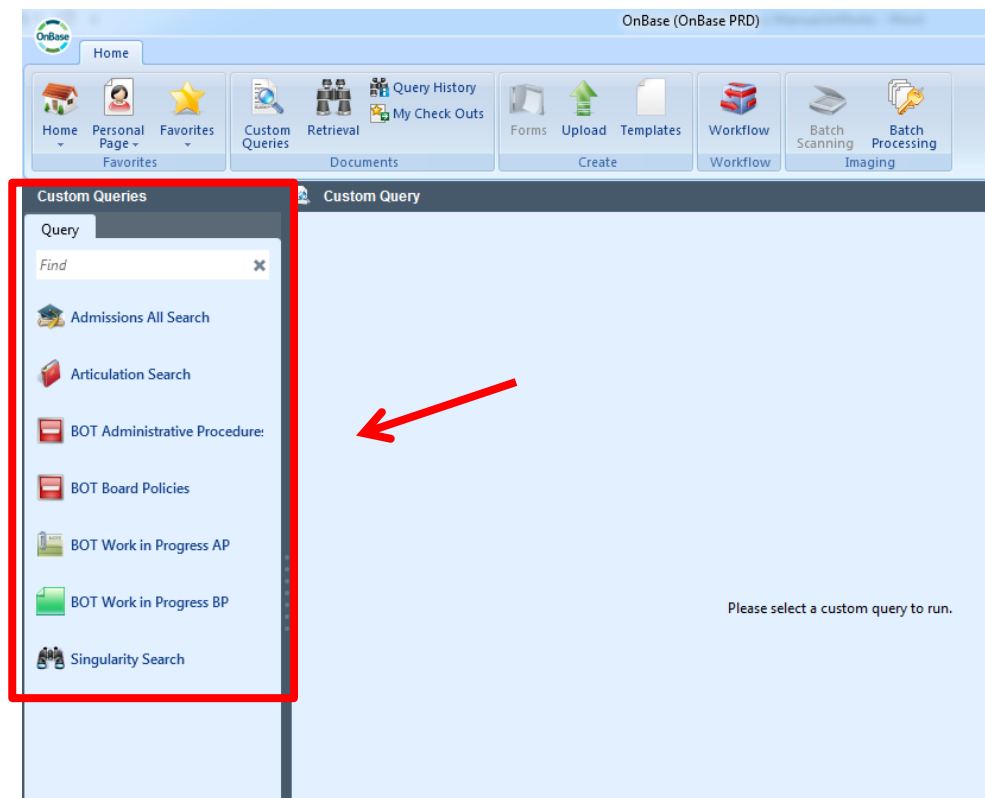 OnBase (OnBase PRD)
OnBase
Home
Home
Personal Page
Favorites
Favorites
Custom Queries
Retrieval
Query History
My Check Outs
Documents
Forms
Upload
Templates
Create
Workflow
Workflow
Batch Scanning
Batch Processing
Imaging
Custom Queries
Custom Query
Query
Find
Admissions All Search
Articulation Search
BOT Administrative Procedures
BOT Board Policies
BOT Work in Progress AP
BOT Work in Progress BP
Please select a custom query to run.
Singularity Search